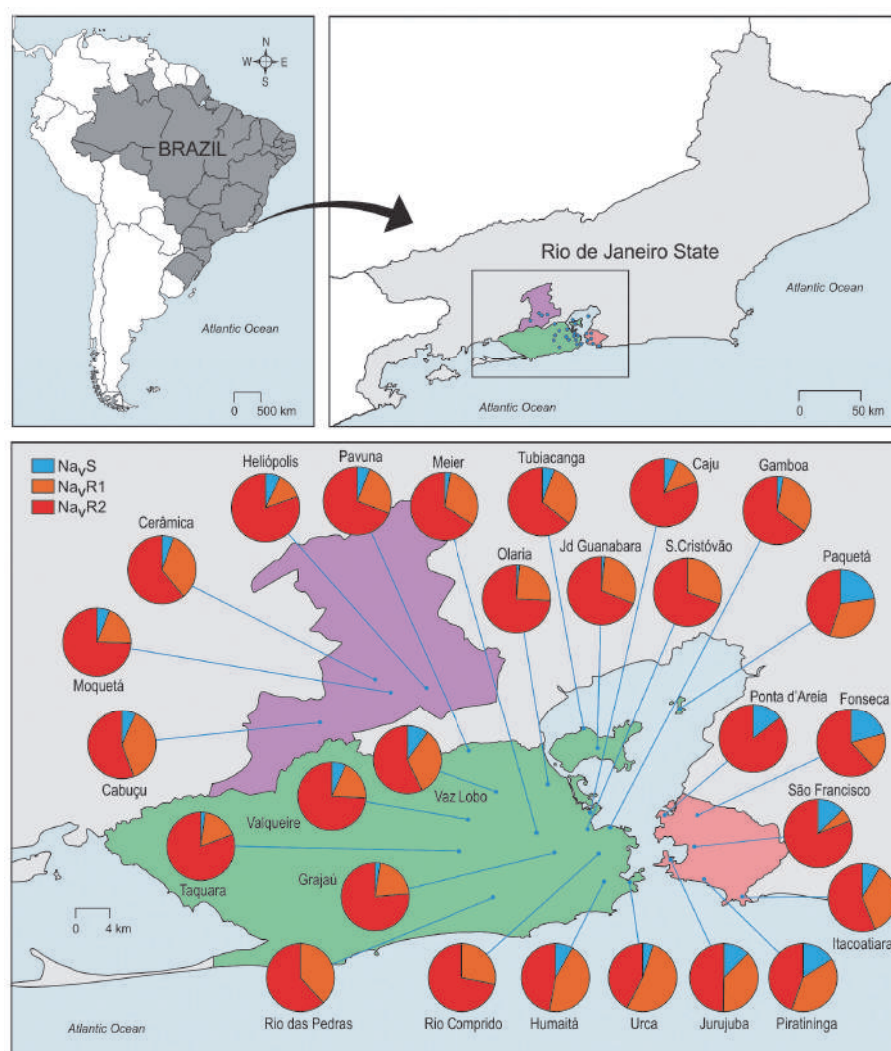 N
W E
S
BRAZIL
Atlantic Ocean
0 500 km
Rio de Janeiro State
Atlantic Ocean
Atlantic Ocean
0 50 km
NaVS
NaVR1
NaVR2
Heliópolis
Pavuna
Meier
Tubiacanga
Caju
Gamboa
Cerâmica
Olaria
Jd Guanabara
S.Cristóvão
Paquetá
Moquetá
Ponta d'Areia
Fonseca
Cabuçu
Valqueire
Vaz Lobo
São Francisco
Taquara
Grajaú
Itacoatiara
0 4 km
Rio das Pedras
Rio Comprido
Humaitá
Urca
Jurujuba
Piratininga
Atlantic Ocean